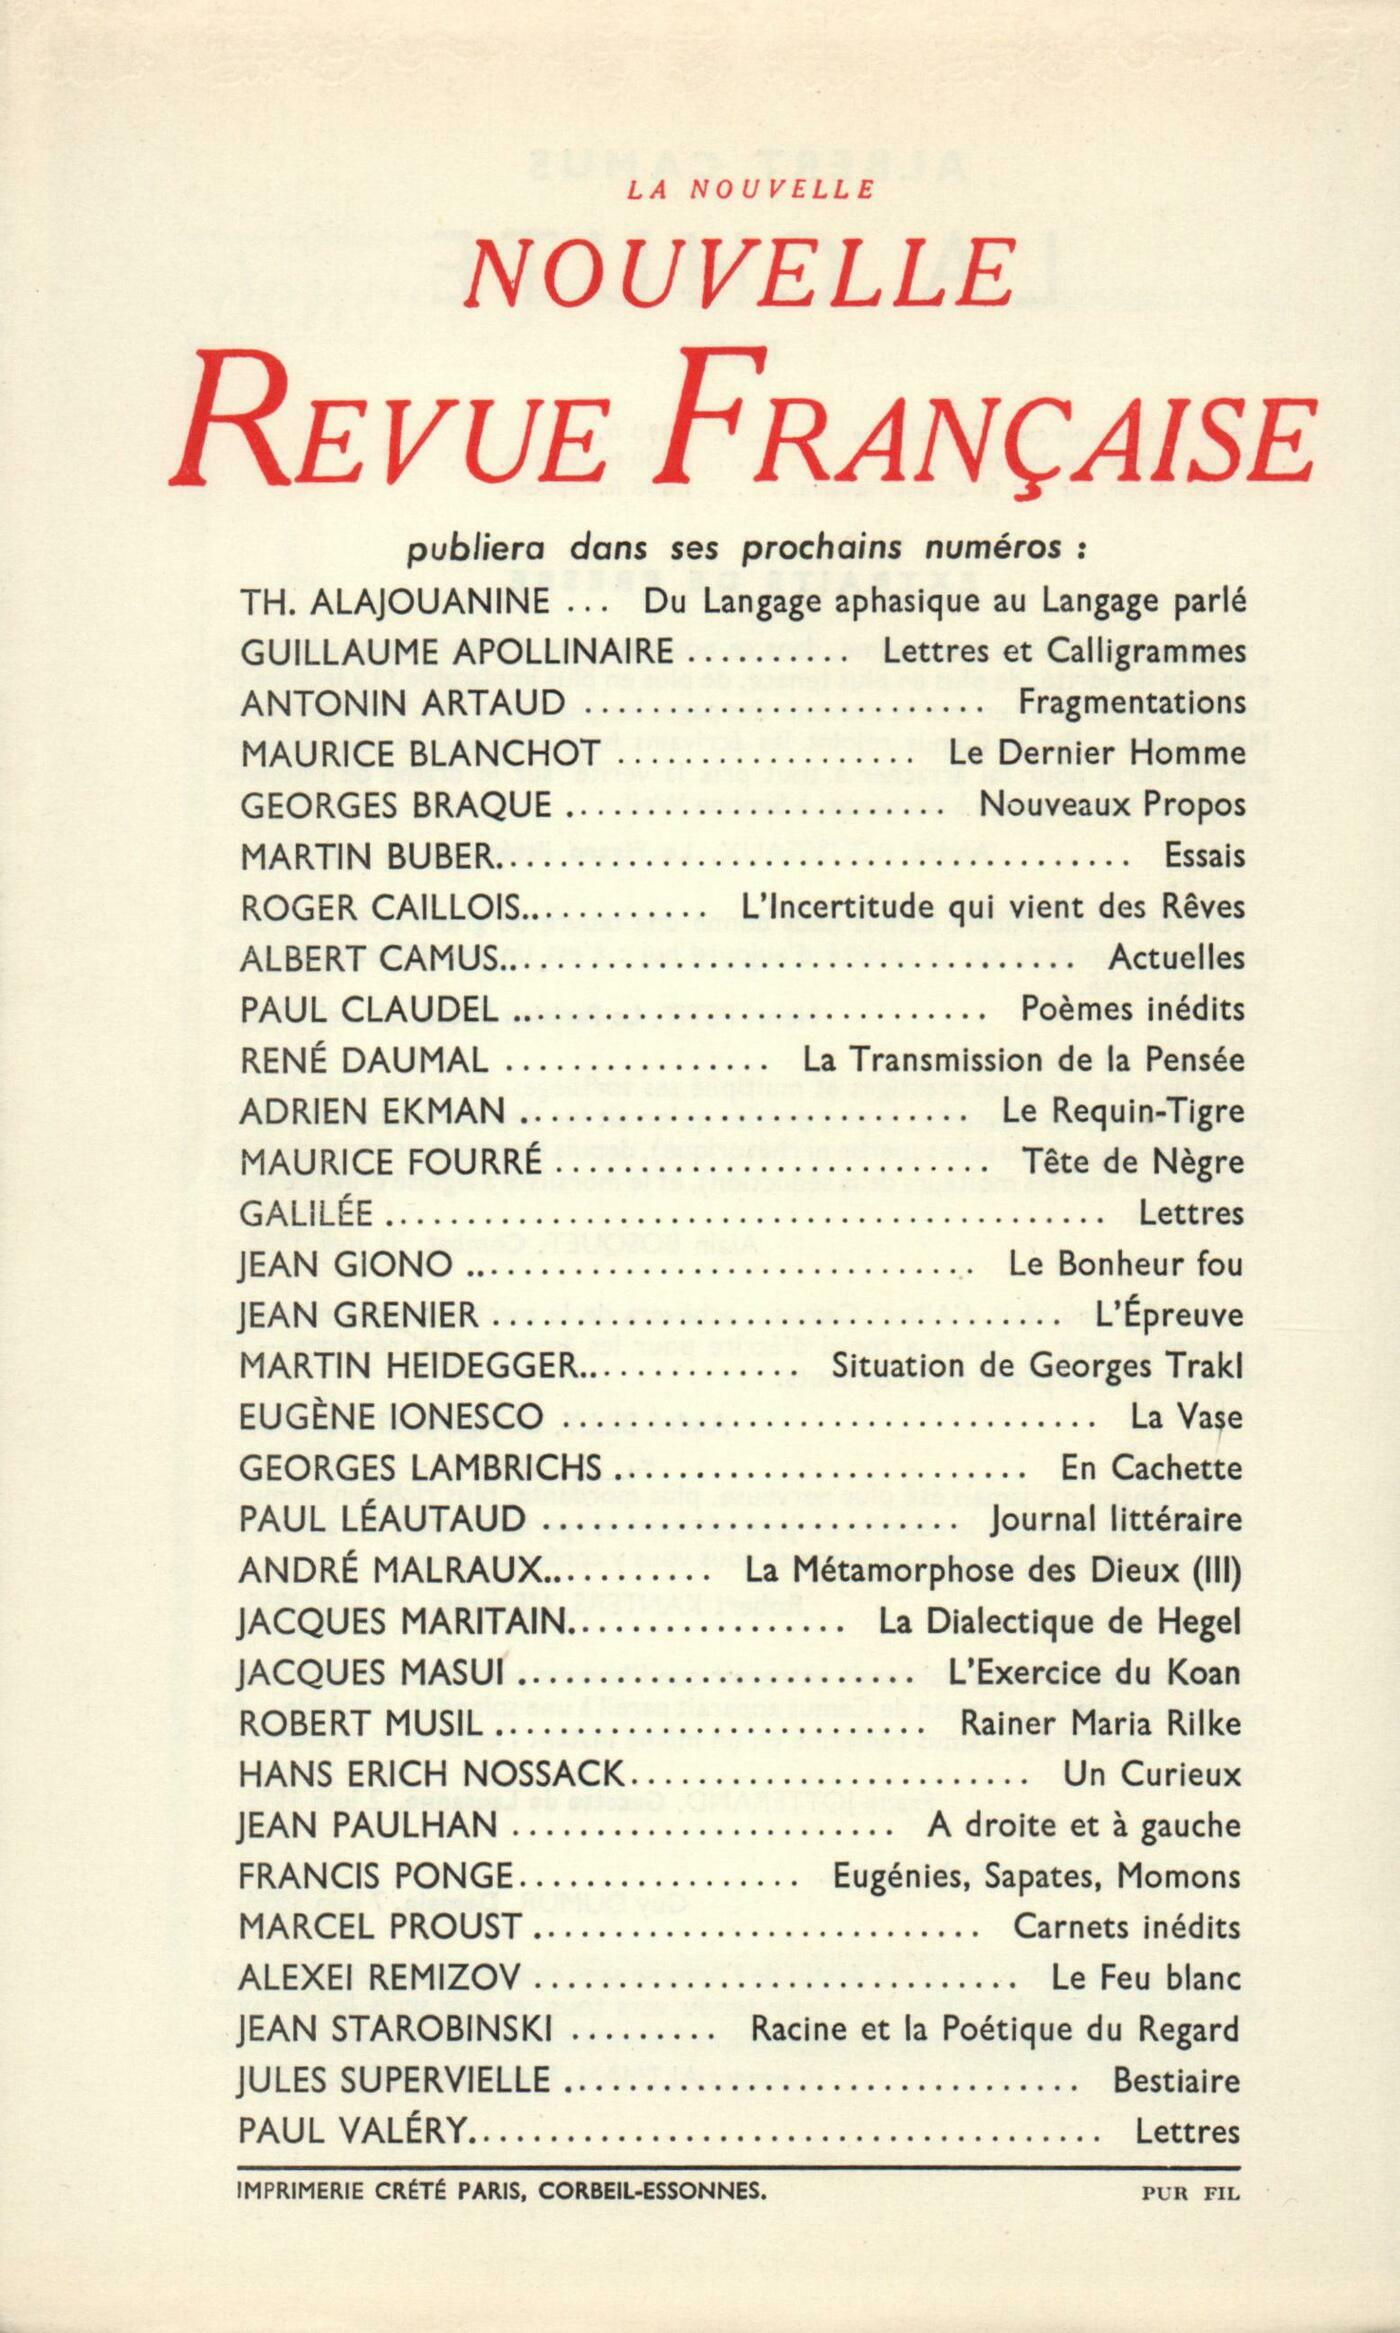 LA NOUVELLE
NOUVELLE
REVUE FRANÇAISE
publiera dans ses prochains numéros :
TH. ALAJOUANINE ... Du Langage aphasique au Langage parlé
GUILLAUME APOLLINAIRE .......... Lettres et Calligrammes
ANTONIN ARTAUD ........................ Fragmentations
MAURICE BLANCHOT .................. Le Dernier Homme
GEORGES BRAQUE ....................... Nouveaux Propos
MARTIN BUBER...................................... Essais
ROGER CAILLOIS............ L'Incertitude qui vient des Rêves
ALBERT CAMUS................................... Actuelles
PAUL CLAUDEL ............................. Poèmes inédits
RENÉ DAUMAL ................ La Transmission de la Pensée
ADRIEN EKMAN ........................... Le Requin-Tigre
MAURICE FOURRÉ .......................... Tête de Nègre
GALILÉE ........................................... Lettres
JEAN GIONO ............................... Le Bonheur fou
JEAN GRENIER .................................. L'Épreuve
MARTIN HEIDEGGER.............. Situation de Georges Trakl
EUGÈNE IONESCO ................................ La Vase
GEORGES LAMBRICHS ......................... En Cachette
PAUL LÉAUTAUD ......................... Journal littéraire
ANDRÉ MALRAUX........... La Métamorphose des Dieux (III)
JACQUES MARITAIN................. La Dialectique de Hegel
JACQUES MASUI ........................ L'Exercice du Koan
ROBERT MUSIL .......................... Rainer Maria Rilke
HANS ERICH NOSSACK........................ Un Curieux
JEAN PAULHAN ....................... A droite et à gauche
FRANCIS PONGE................. Eugénies, Sapates, Momons
MARCEL PROUST ........................... Carnets inédits
ALEXEI REMIZOV ............................. Le Feu blanc
JEAN STAROBINSKI ......... Racine et la Poétique du Regard
JULES SUPERVIELLE ............................... Bestiaire
PAUL VALÉRY...................................... Lettres
IMPRIMERIE CRÉTÉ PARIS, CORBEIL-ESSONNES. PUR FIL